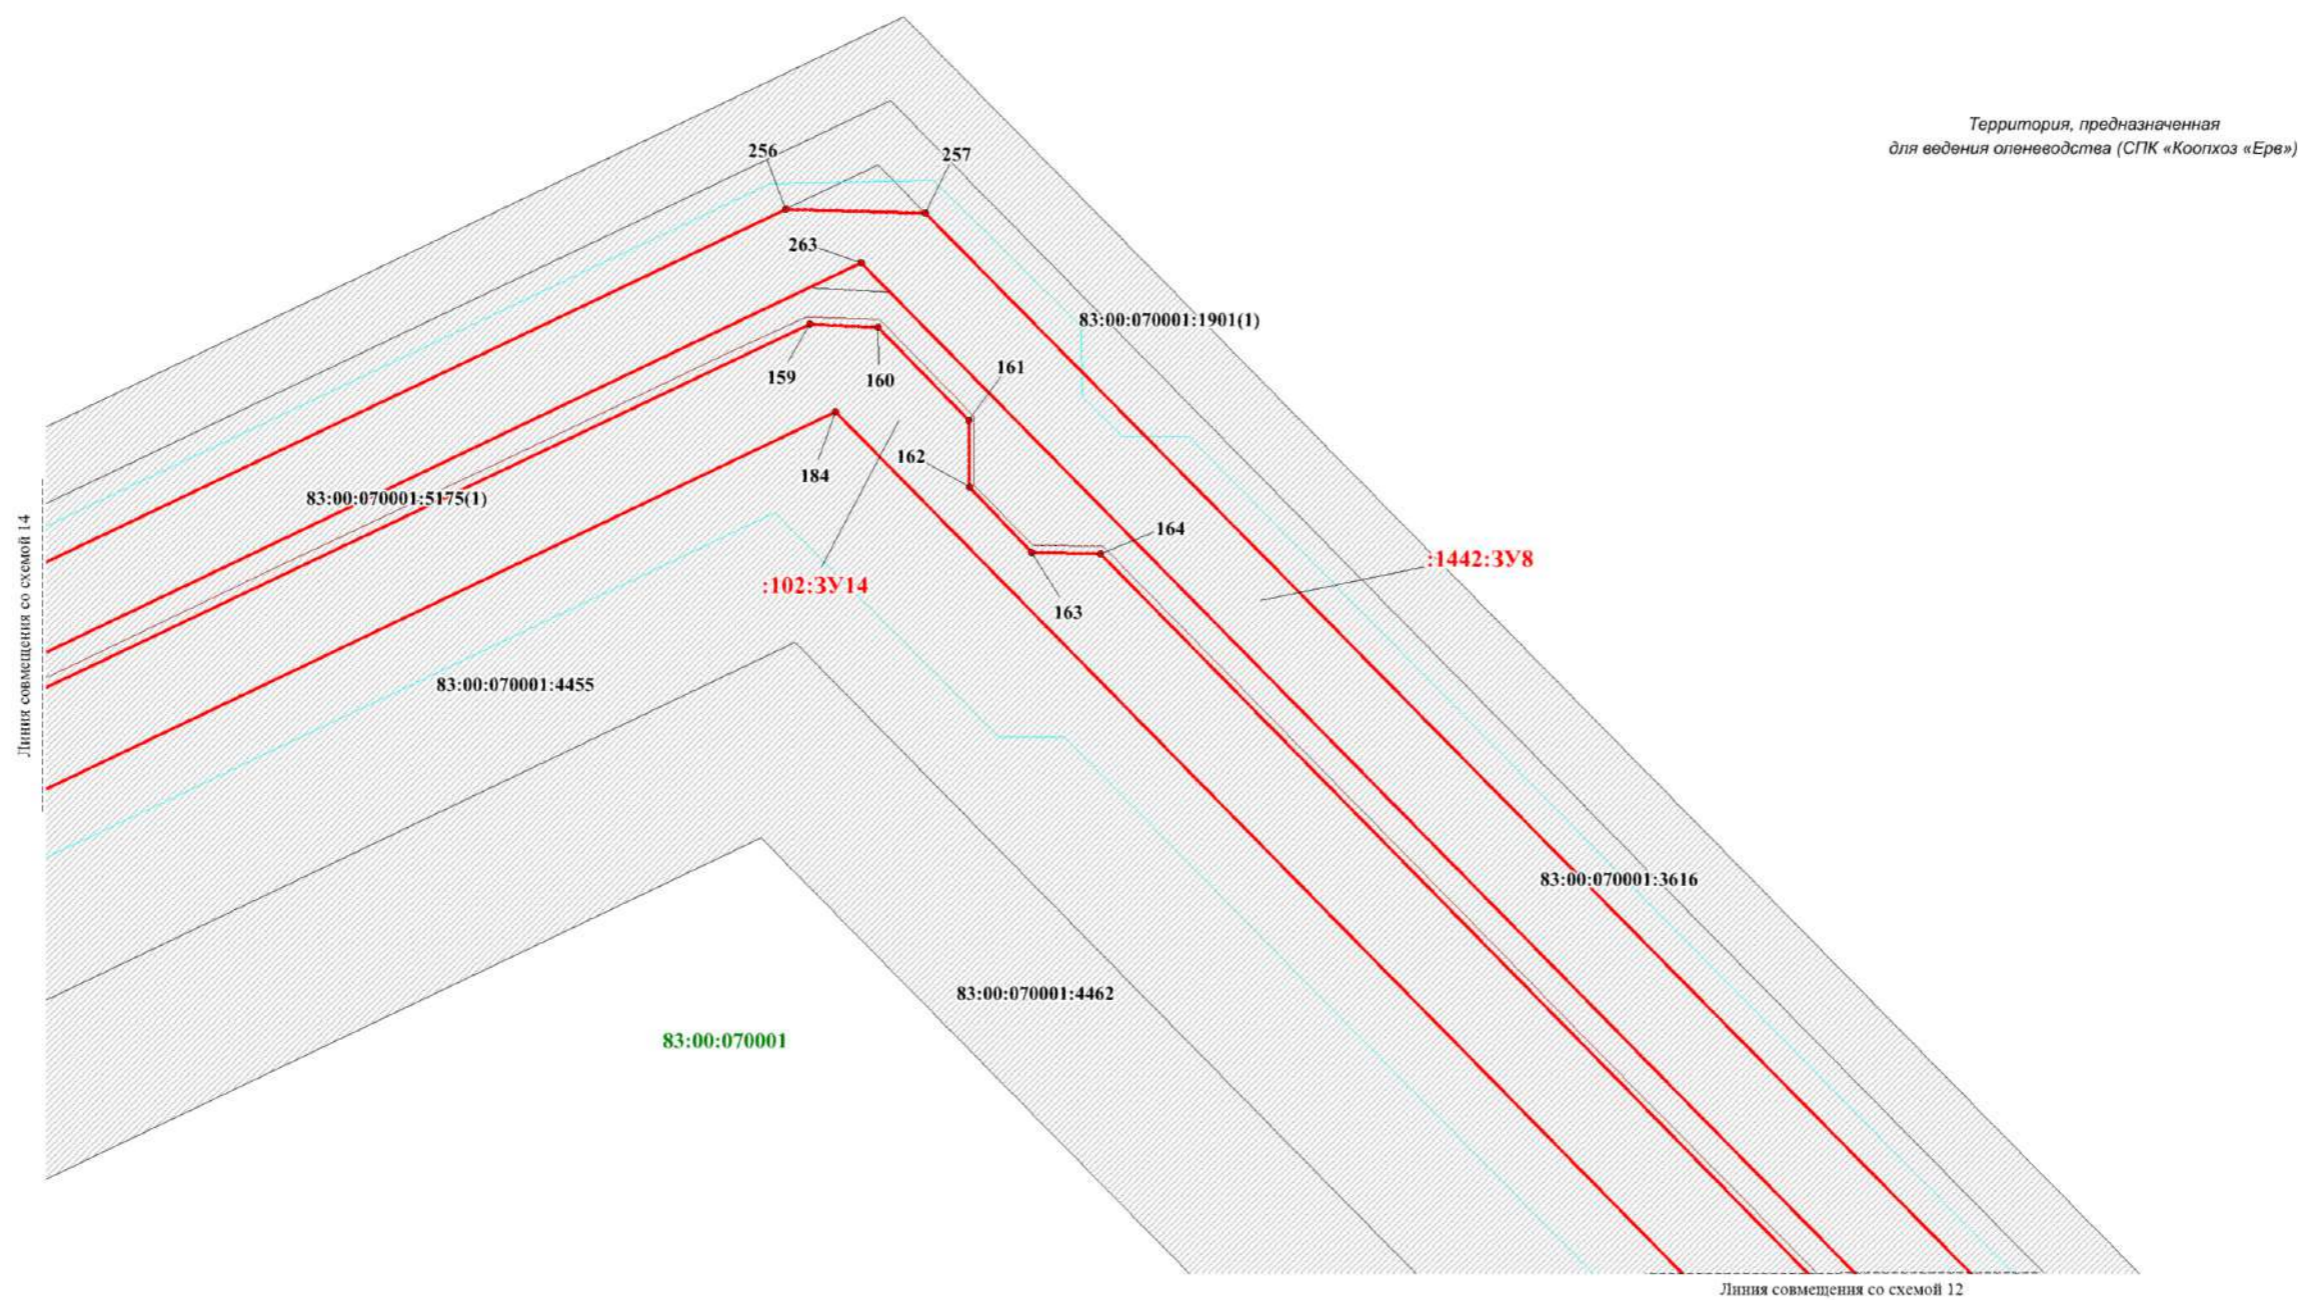 Территория, предназначенная
для ведения оленеводства (СПК «Коопхоз «Ерв»)
256
257
263
83:00:070001:1901(1)
159
160
161
162
184
83:00:070001:5175(1)
164
:1442:ЗУ8
:102:ЗУ14
163
Линия совмещения со схемой 14
83:00:070001:4455
83:00:070001:3616
83:00:070001:4462
83:00:070001
Линия совмещения со схемой 12